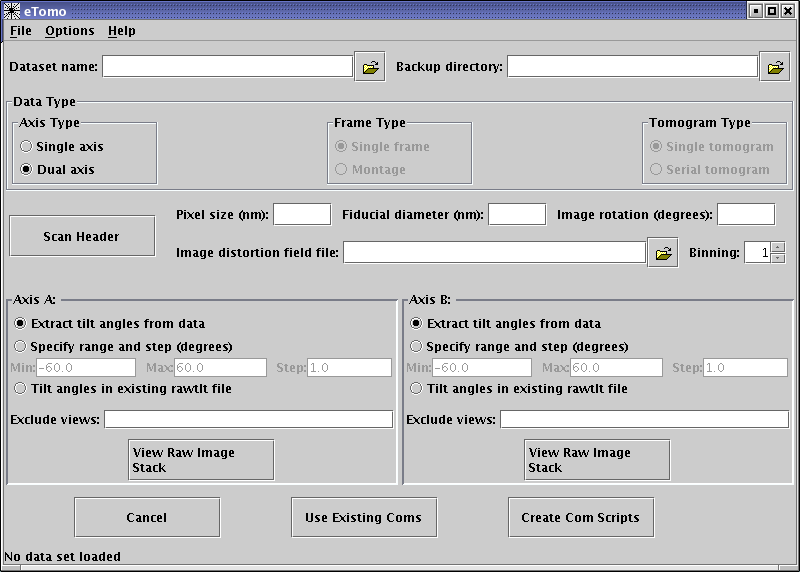 eTomo
File Options Help
Dataset name: Backup directory:
Data Type
Axis Type Frame Type Tomogram Type
Single axis Single frame Single tomogram
Dual axis Montage Serial tomogram
Scan Header
Pixel size (nm): Fiducial diameter (nm): Image rotation (degrees):
Image distortion field file: Binning: 1
Axis A: Axis B:
Extract tilt angles from data Extract tilt angles from data
Specify range and step (degrees) Specify range and step (degrees)
Min: -60.0 Max: 60.0 Step: 1.0 Min: -60.0 Max: 60.0 Step: 1.0
Tilt angles in existing rawtlt file Tilt angles in existing rawtlt file
Exclude views: Exclude views:
View Raw Image View Raw Image
Stack Stack
Cancel Use Existing Coms Create Com Scripts
No data set loaded